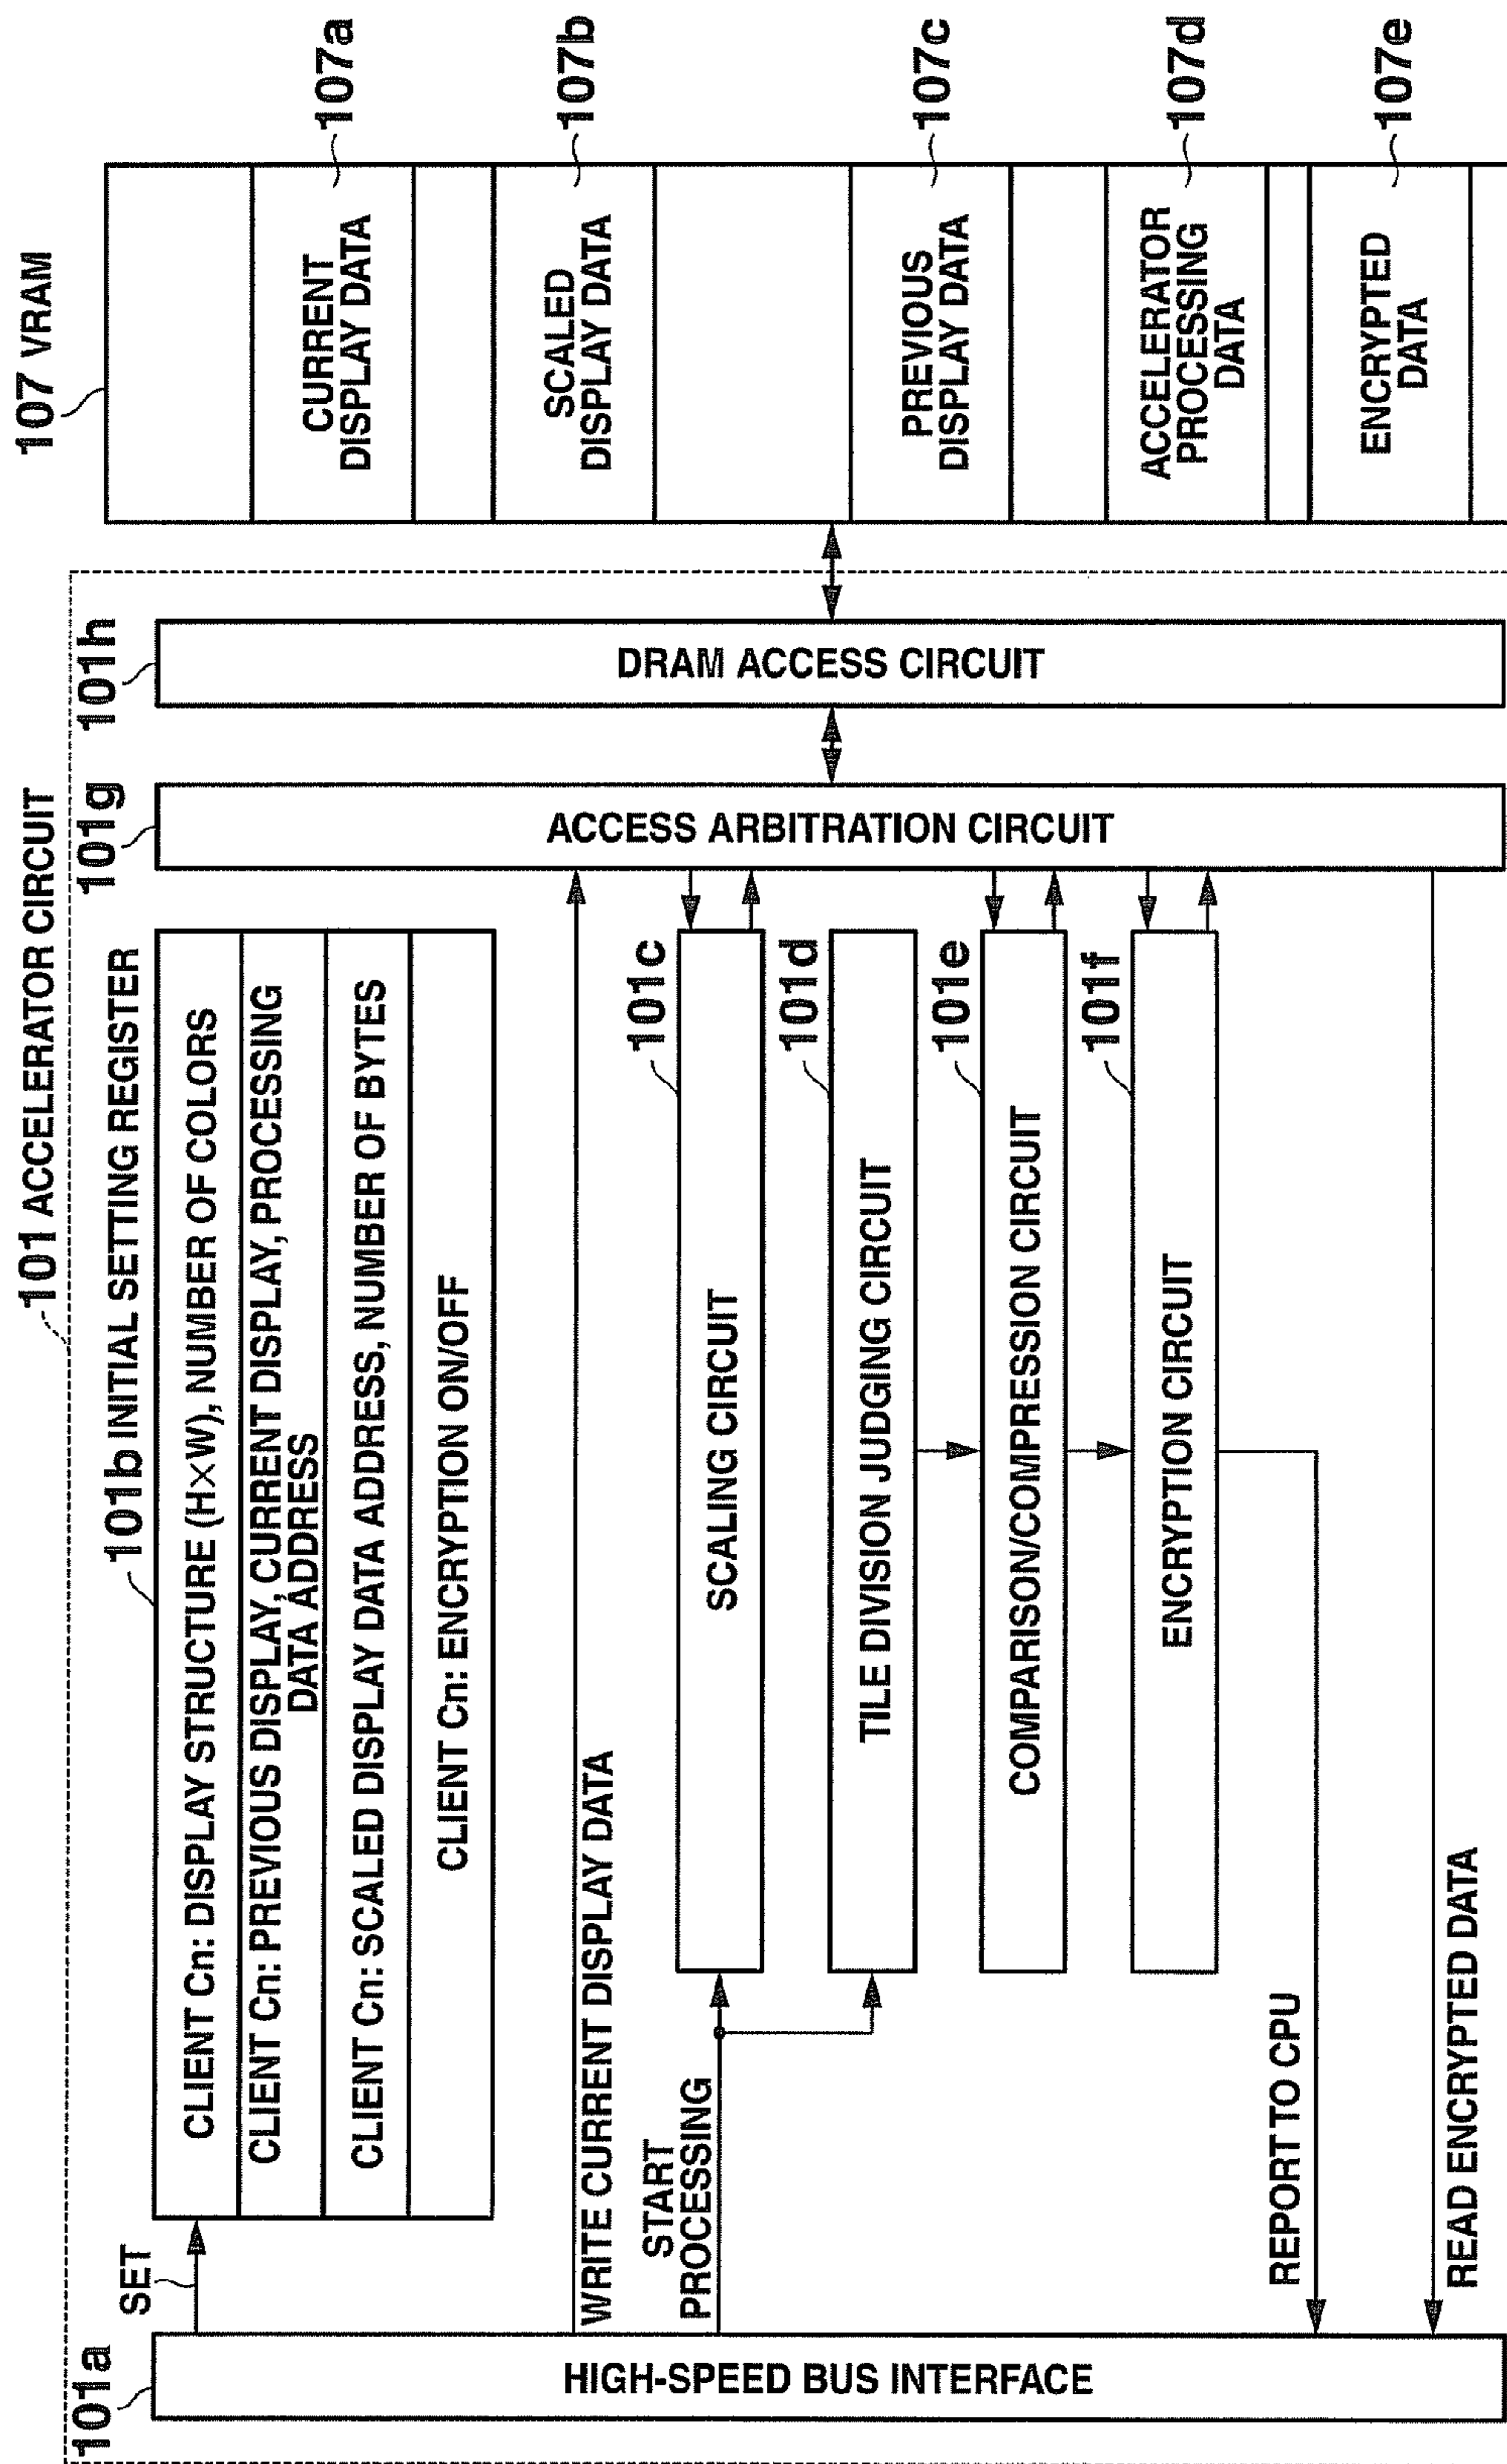 101 ACCELERATOR CIRCUIT
107 VRAM
101a
SET
101b INITIAL SETTING REGISTER
101g
101h
CLIENT Cn: DISPLAY STRUCTURE (H×W), NUMBER OF COLORS
CLIENT Cn: PREVIOUS DISPLAY, CURRENT DISPLAY, PROCESSING
DATA ADDRESS
CLIENT Cn: SCALED DISPLAY DATA ADDRESS, NUMBER OF BYTES
CLIENT Cn: ENCRYPTION ON/OFF
WRITE CURRENT DISPLAY DATA
START
PROCESSING
101c
SCALING CIRCUIT
101d
TILE DIVISION JUDGING CIRCUIT
101e
COMPARISON/COMPRESSION CIRCUIT
101f
ENCRYPTION CIRCUIT
REPORT TO CPU
READ ENCRYPTED DATA
HIGH-SPEED BUS INTERFACE
ACCESS ARBITRATION CIRCUIT
DRAM ACCESS CIRCUIT
CURRENT
DISPLAY DATA
107a
SCALED
DISPLAY DATA
107b
PREVIOUS
DISPLAY DATA
107c
ACCELERATOR
PROCESSING
DATA
107d
ENCRYPTED
DATA
107e